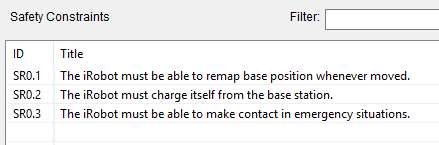 Safety Constraints Filter:
ID Title
SR0.1 The iRobot must be able to remap base position whenever moved.
SR0.2 The iRobot must charge itself from the base station.
SR0.3 The iRobot must be able to make contact in emergency situations.